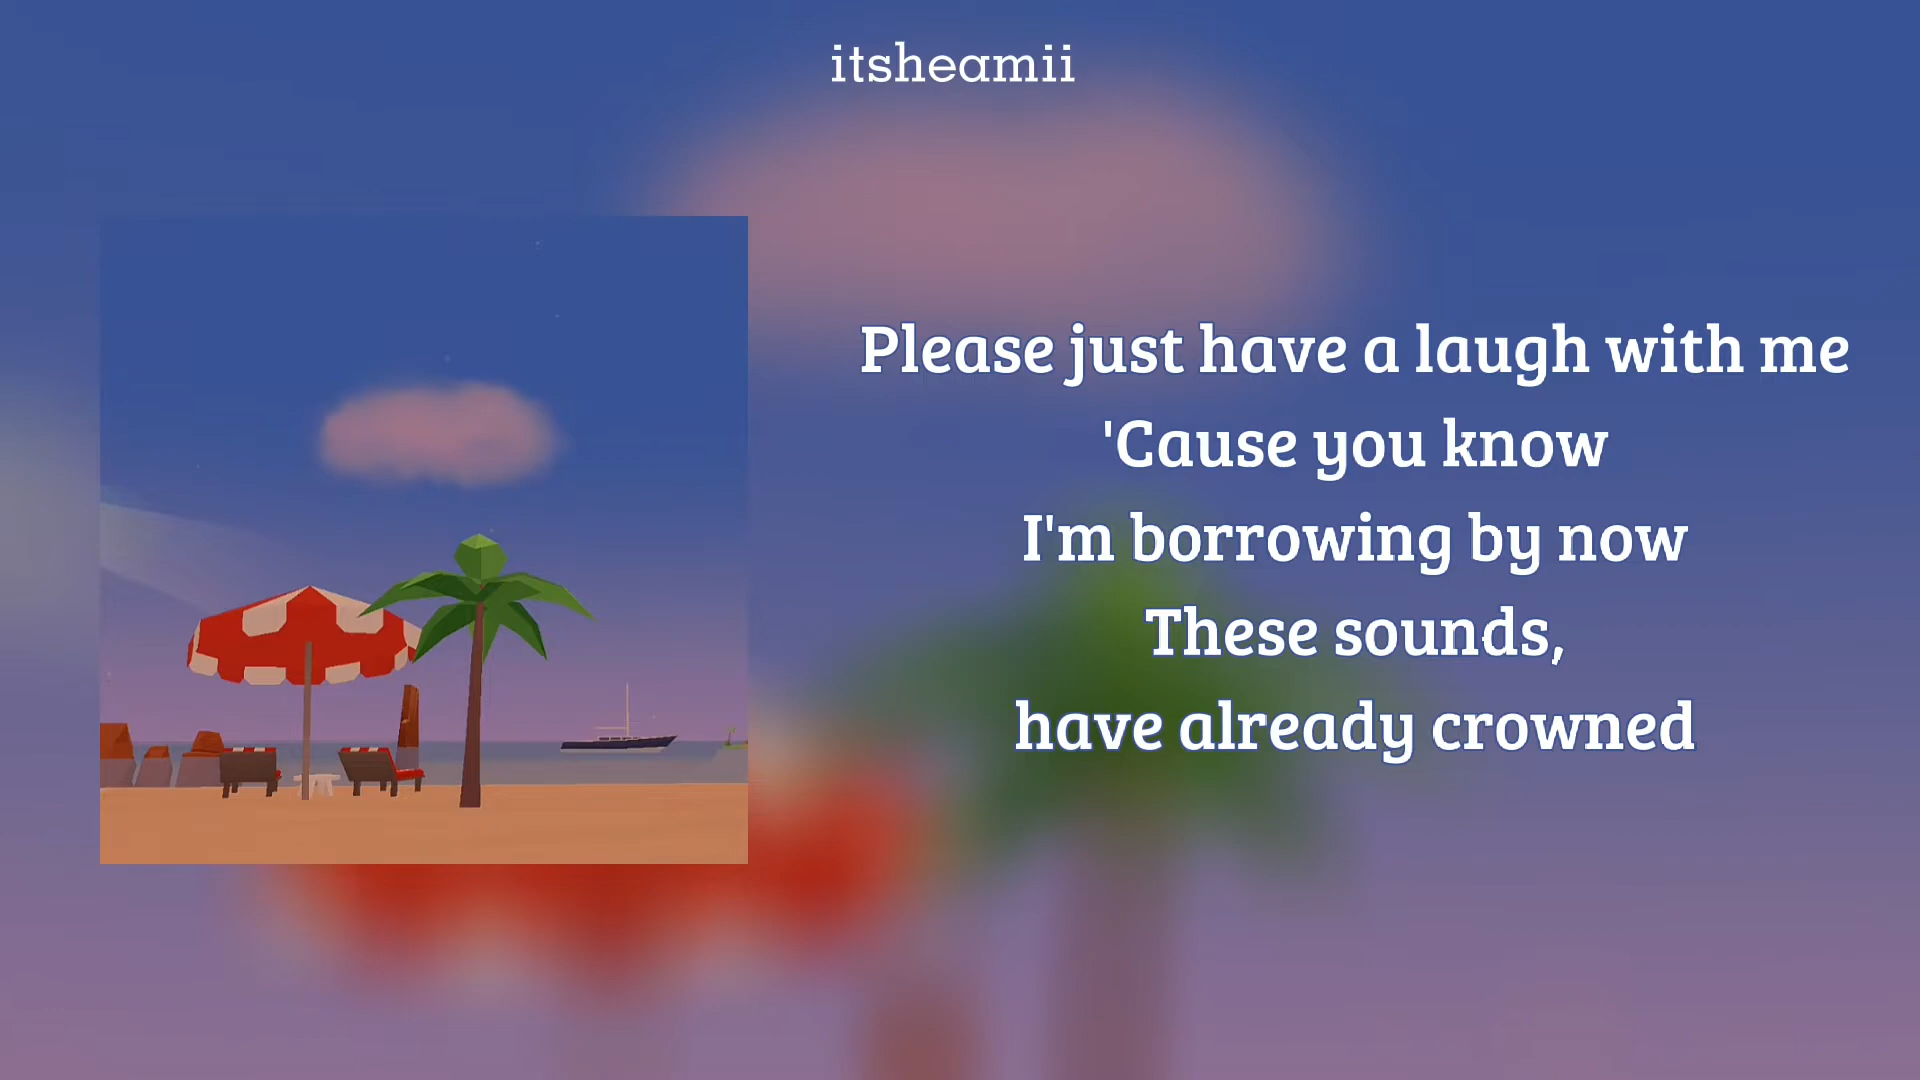 itsheamii
Please just have a laugh with me
'Cause you know
I'm borrowing by now
These sounds,
have already crowned